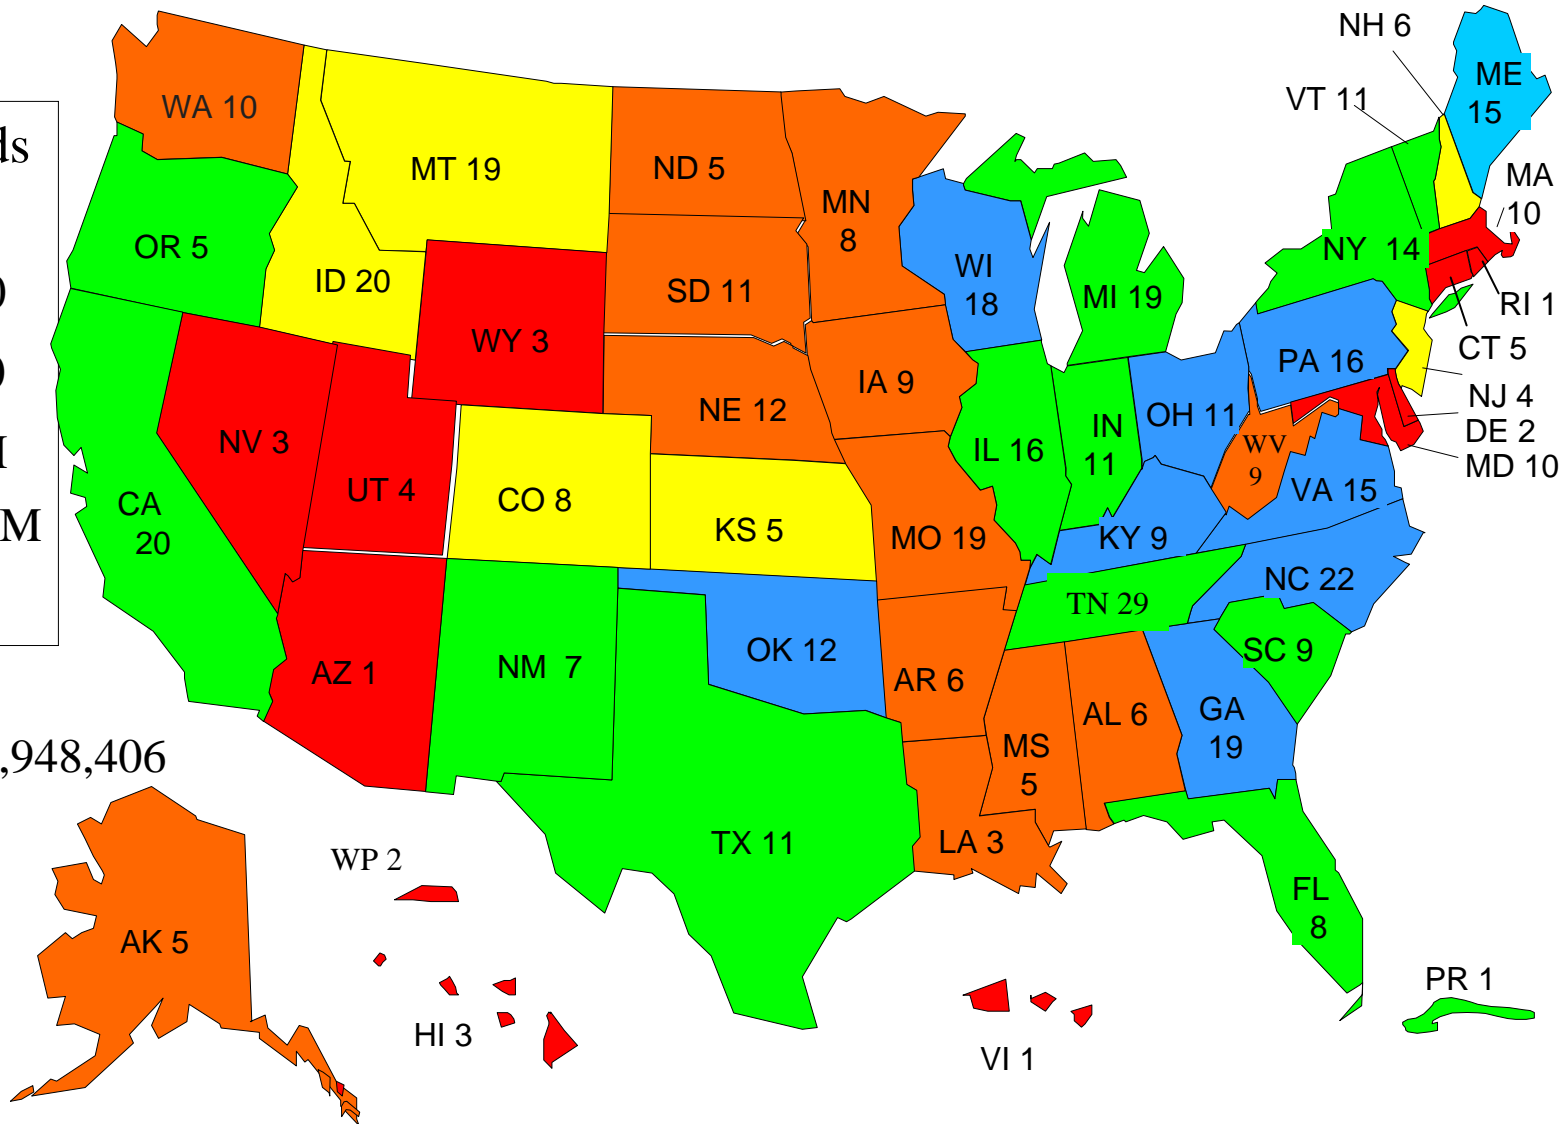 NH 6
ME
15
VT 11
WA 10
ds
MT 19
ND 5
MN
8
MA
10
OR 5
NY 14
WI
18
ID 20
SD 11
MI 19
RI 1
WY 3
CT 5
PA 16
IA 9
NJ 4
NE 12
OH 11
DE 2
NV 3
IN
11
IL 16
WV
9
MD 10
UT 4
CO 8
VA 15
CA
20
M
KS 5
MO 19
KY 9
NC 22
TN 29
OK 12
SC 9
AZ 1
NM 7
AR 6
AL 6
GA
19
MS
5
,948,406
TX 11
LA 3
WP 2
FL
8
AK 5
PR 1
HI 3
VI 1